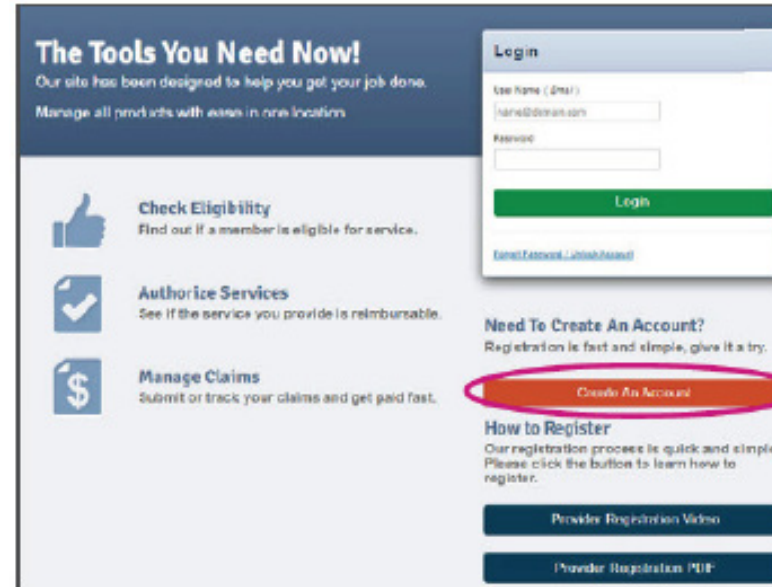 The Tools You Need Now!
Our site has been designed to help you get your job done.
Manage all products with ease in one location
Check Eligibility
Find out if a member is eligible for service.
Authorize Services
See if the service you provide is reimbursable.
Manage Claims
Submit or track your claims and get paid fast.
Login
User Name ( Email )
name@domain.com
Password
Login
Forgot Password / Unlock Account
Need To Create An Account?
Registration is fast and simple, give it a try.
Create An Account
How to Register
Our registration process is quick and simple
Please click the button to learn how to
register.
Provider Registration Video
Provider Registration PDF